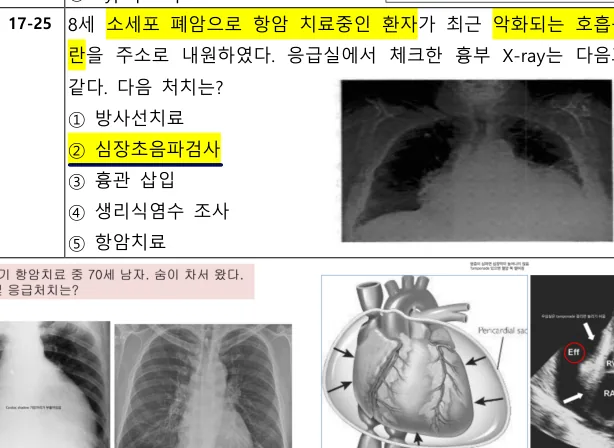 17-25
8세 소세포 폐암으로 항암 치료중인 환자가 최근 악화되는 호흡
란을 주소로 내원하였다. 응급실에서 체크한 흉부 X-ray는 다음
같다. 다음 처치는?
① 방사선치료
② 심장초음파검사
③ 흉관 삽입
④ 생리식염수 조사
⑤ 항암치료
기 항암치료 중 70세 남자. 숨이 차서 왔다.
및 응급처치는?
Pericardial sac
Eff
RV
RA